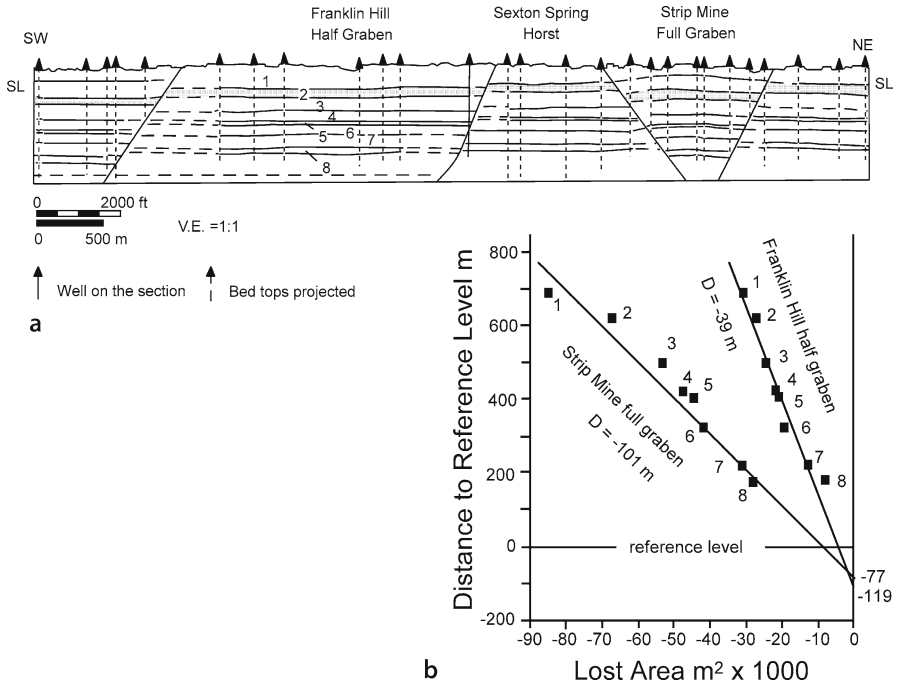 Franklin Hill
Half Graben
Sexton Spring
Horst
Strip Mine
Full Graben
SW
NE
SL
SL
1
2
3
4
5
6
7
8
0 2000 ft
0 500 m
V.E. =1:1
Well on the section
Bed tops projected
a
Distance to Reference Level m
800
600
400
200
0
-200
1
2
3
4
5
6
7
8
Strip Mine full graben
D = -101 m
Franklin Hill half graben
D = -39 m
1
2
3
4
5
6
7
8
reference level
-77
-119
-90 -80 -70 -60 -50 -40 -30 -20 -10 0
Lost Area m² x 1000
b